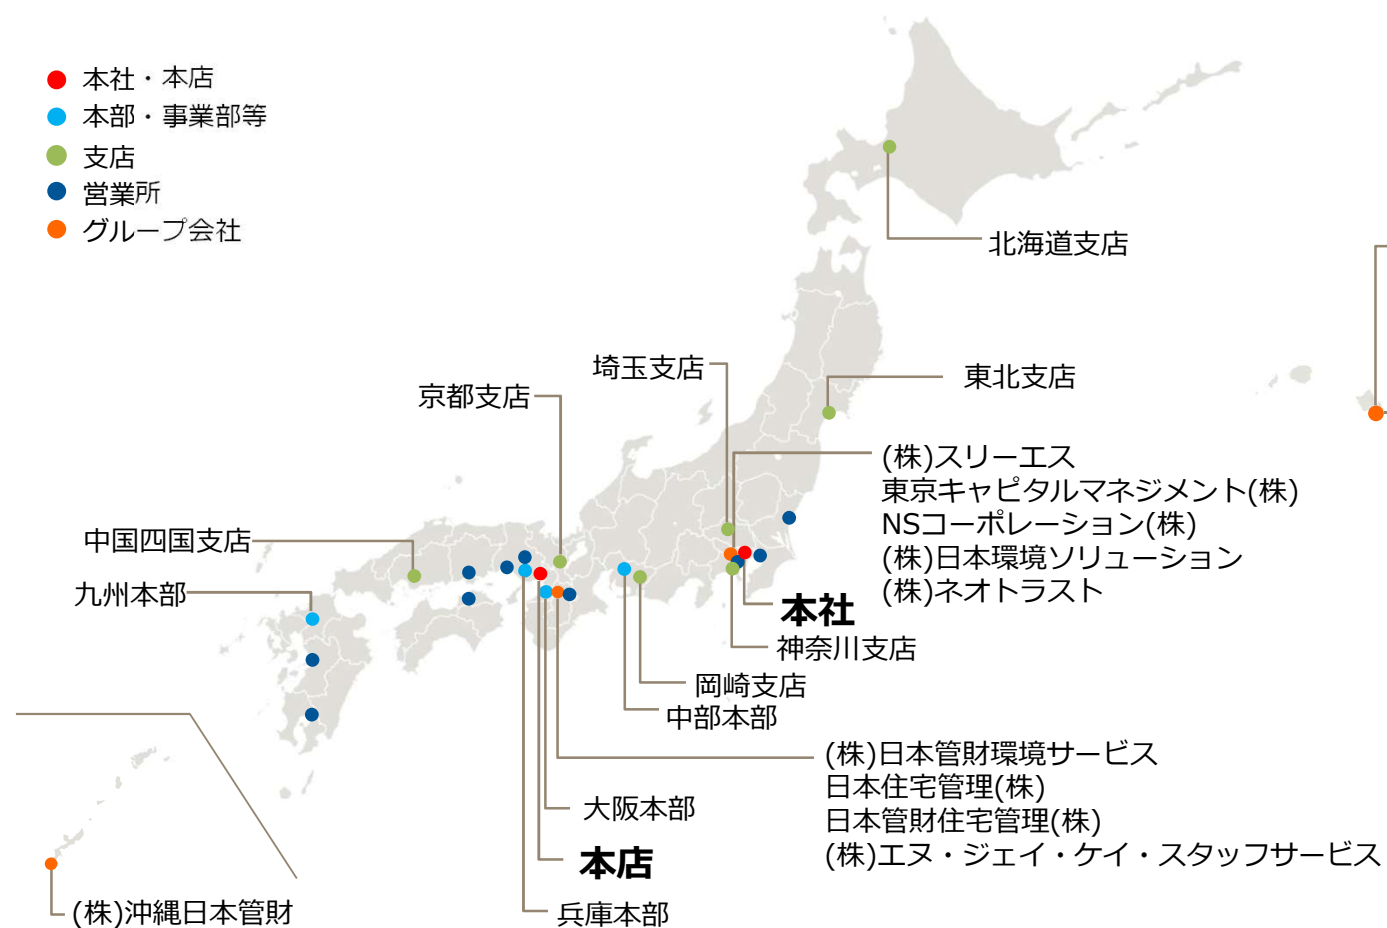 本社・本店
本部・事業部等
支店
営業所
グループ会社
北海道支店
埼玉支店
東北支店
京都支店
(株)スリーエス
東京キャピタルマネジメント(株)
NSコーポレーション(株)
(株)日本環境ソリューション
(株)ネオトラスト
中国四国支店
九州本部
本社
神奈川支店
岡崎支店
中部本部
(株)日本管財環境サービス
日本住宅管理(株)
日本管財住宅管理(株)
(株)エヌ・ジェイ・ケイ・スタッフサービス
大阪本部
本店
兵庫本部
(株)沖縄日本管財